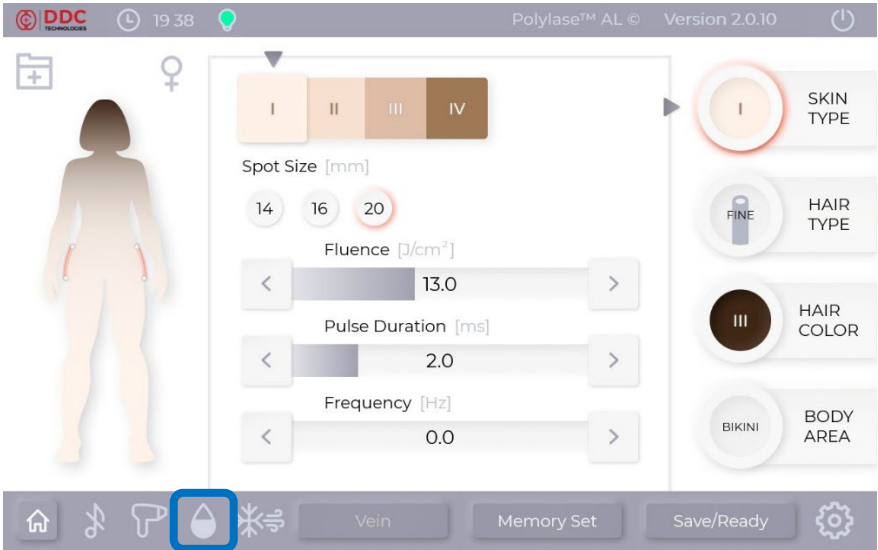 DDC
TECHNOLOGIES
19 38
Polylase™ AL ©
Version 2.0.10
I
II
III
IV
Spot Size [mm]
14
16
20
Fluence [J/cm²]
< 13.0 >
Pulse Duration [ms]
< 2.0 >
Frequency [Hz]
< 0.0 >
I
SKIN
TYPE
FINE
HAIR
TYPE
III
HAIR
COLOR
BIKINI
BODY
AREA
Vein
Memory Set
Save/Ready